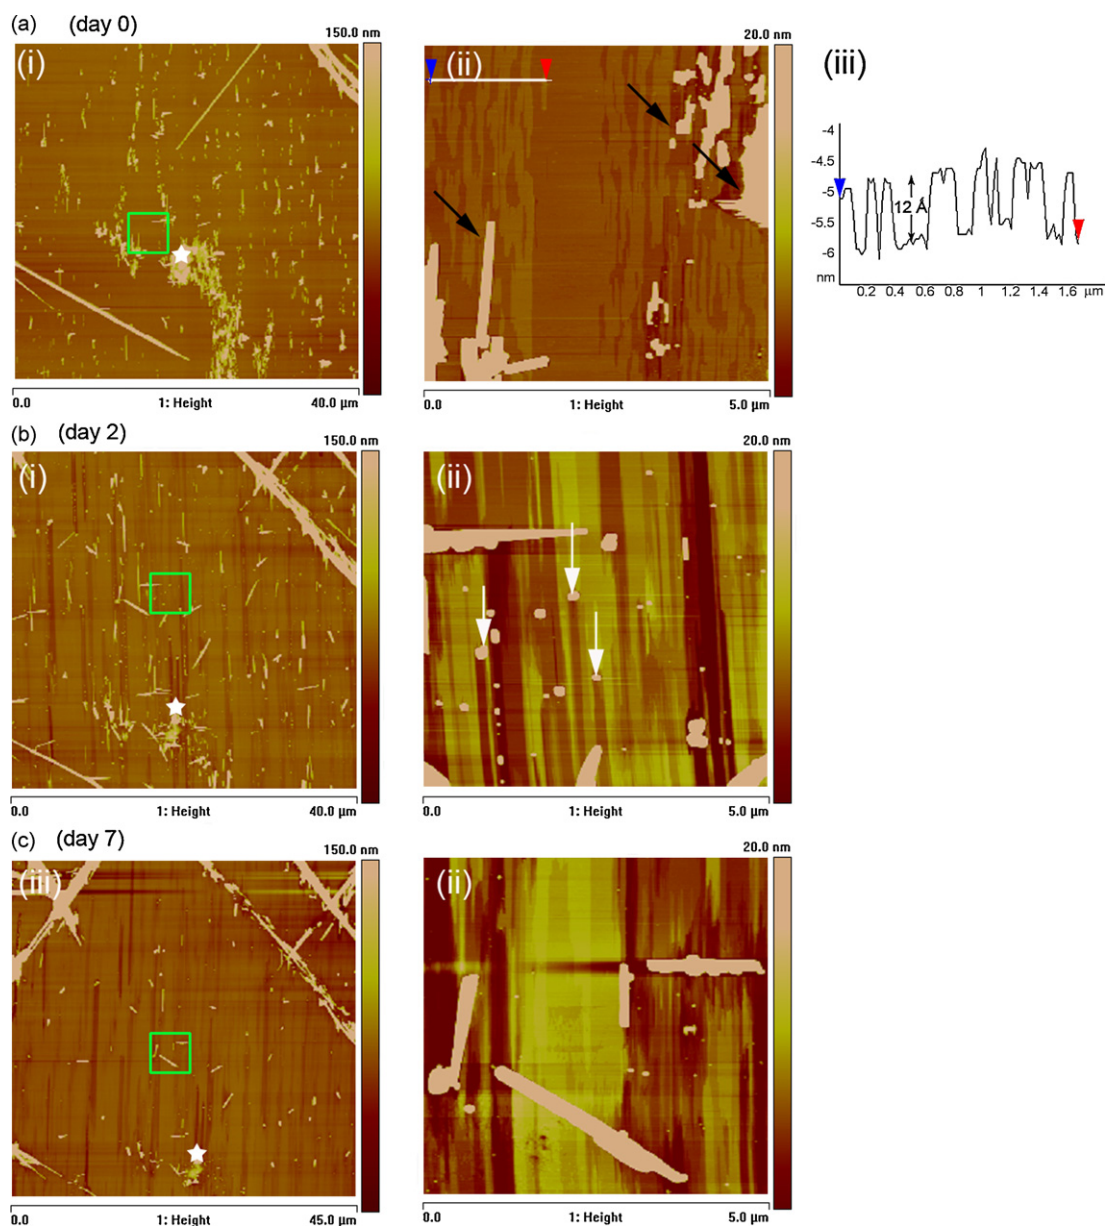 (a) (day 0)
150.0 nm
(i)
0.0 1: Height 40.0 µm
20.0 nm
(ii)
0.0 1: Height 5.0 µm
(iii)
-4
-4.5
-5
-5.5
-6
nm
12 Å
0.2 0.4 0.6 0.8 1 1.2 1.4 1.6 µm
(b) (day 2)
150.0 nm
(i)
0.0 1: Height 40.0 µm
20.0 nm
(ii)
0.0 1: Height 5.0 µm
(c) (day 7)
150.0 nm
(iii)
0.0 1: Height 45.0 µm
20.0 nm
(ii)
0.0 1: Height 5.0 µm